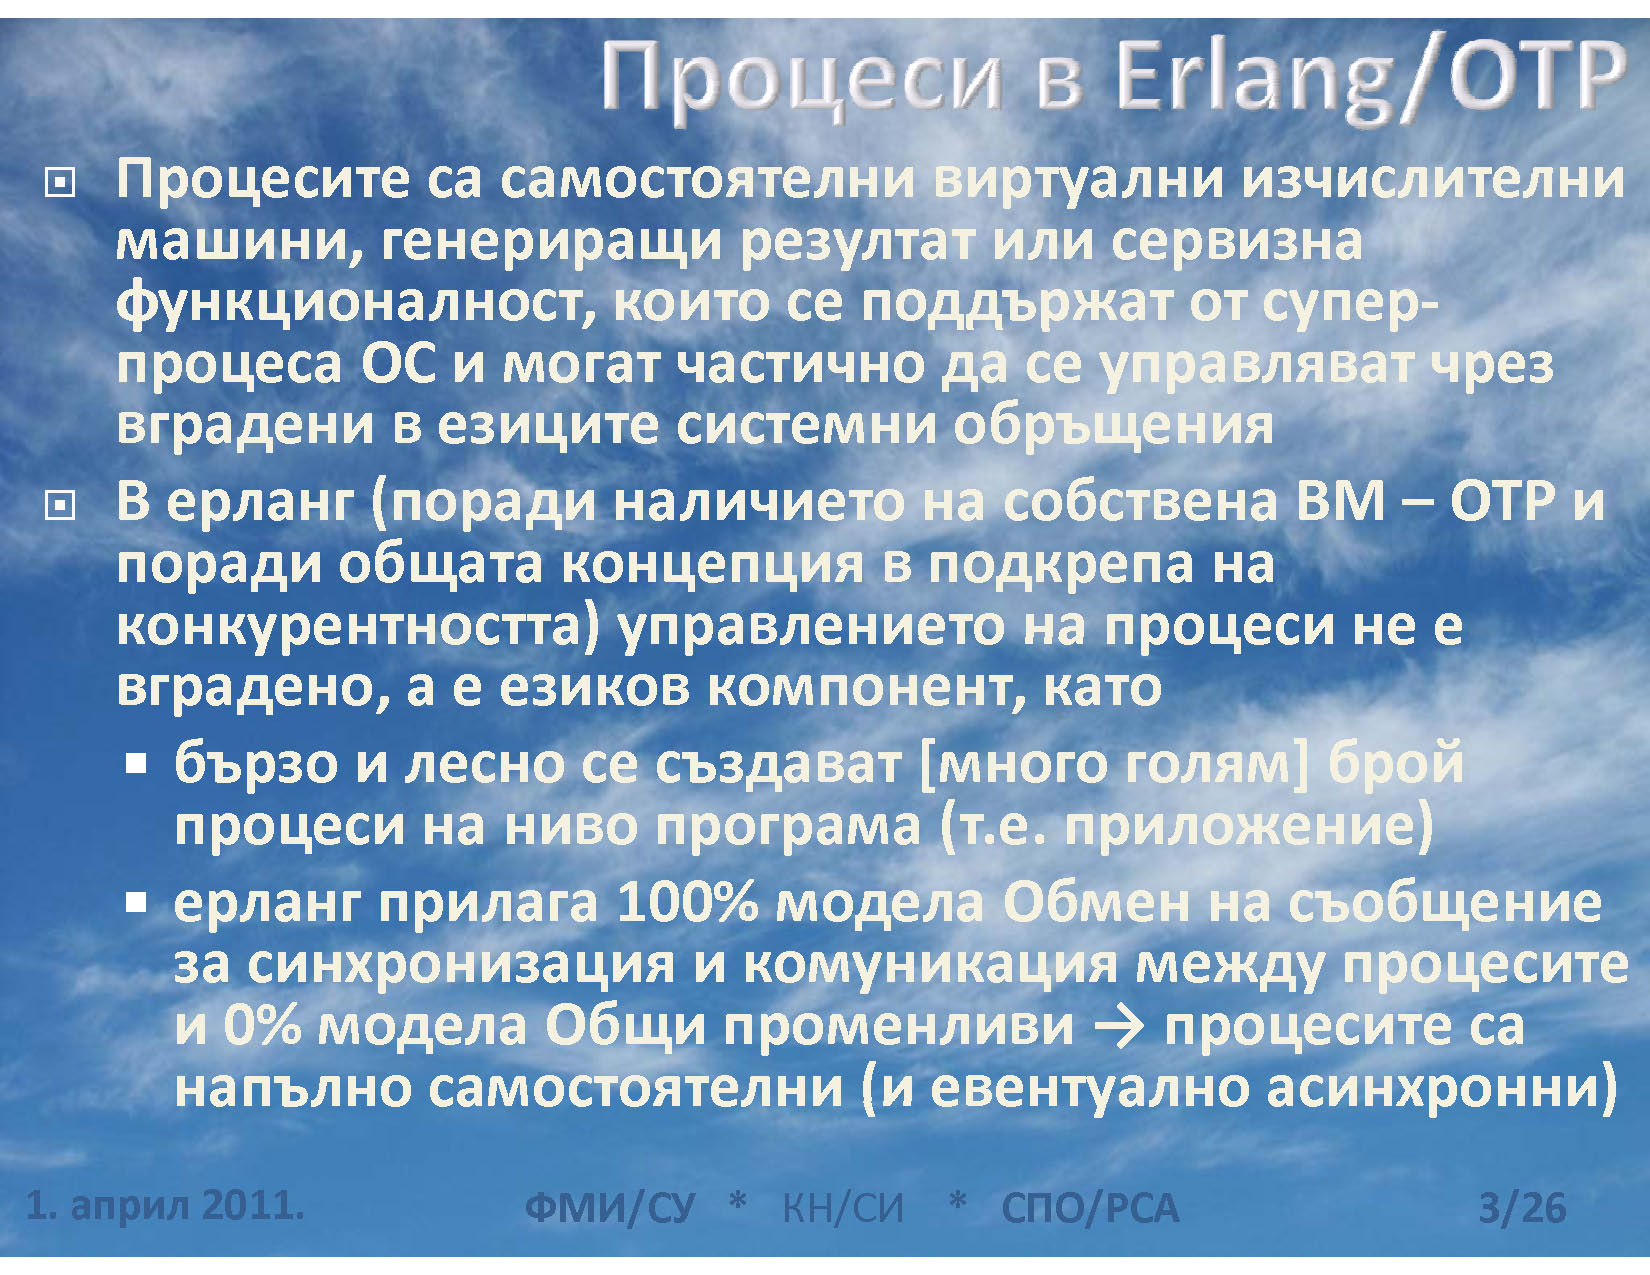 Процеси в Erlang/OTP
Процесите са самостоятелни виртуални изчислителни
машини, генериращи резултат или сервизна
функционалност, които се поддържат от супер-
процеса ОС и могат частично да се управляват чрез
вградени в езиците системни обръщения
В ерланг (поради наличието на собствена ВМ – ОТР и
поради общата концепция в подкрепа на
конкурентността) управлението на процеси не е
вградено, а е езиков компонент, като
бързо и лесно се създават [много голям] брой
процеси на ниво програма (т.е. приложение)
ерланг прилага 100% модела Обмен на съобщение
за синхронизация и комуникация между процесите
и 0% модела Общи променливи → процесите са
напълно самостоятелни (и евентуално асинхронни)
1. април 2011. ФМИ/СУ * КН/СИ * СПО/РСА 3/26